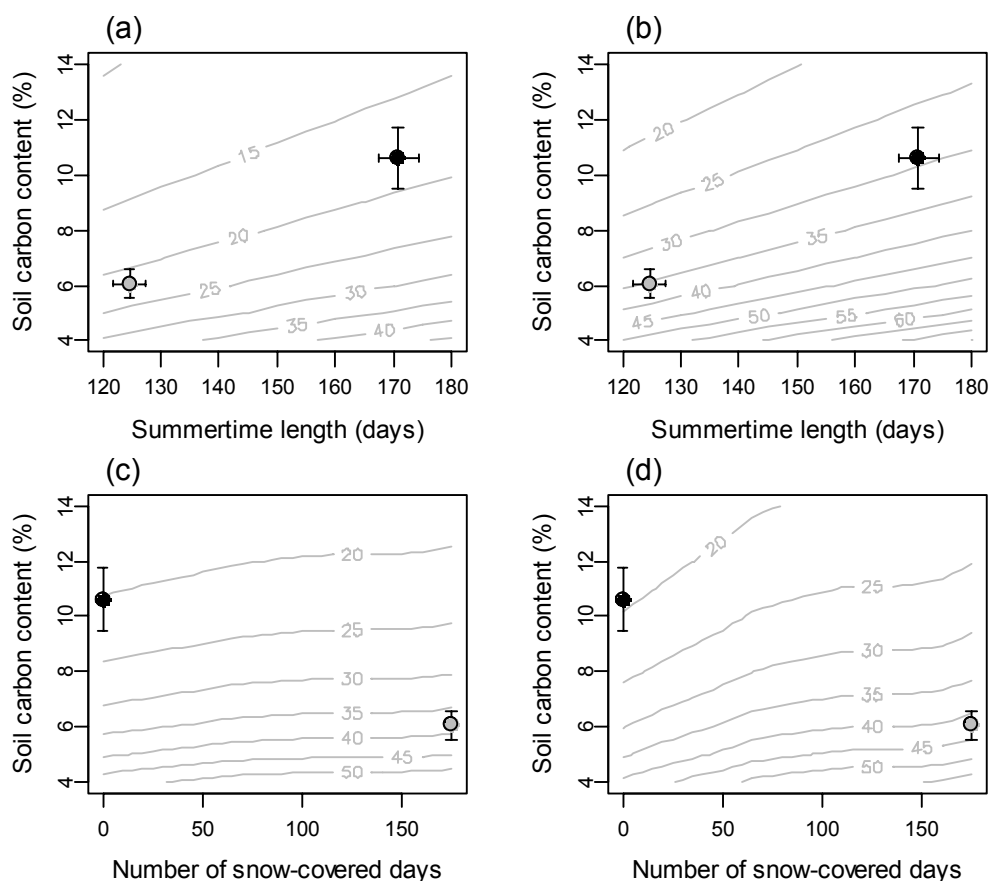 (a)
Soil carbon content (%)
4 6 8 10 12 14
15
20
25
30
35
40
120 130 140 150 160 170 180
Summertime length (days)
(b)
Soil carbon content (%)
4 6 8 10 12 14
20
25
30
35
40
45
50
55
60
120 130 140 150 160 170 180
Summertime length (days)
(c)
Soil carbon content (%)
4 6 8 10 12 14
20
25
30
35
40
45
50
0 50 100 150
Number of snow-covered days
(d)
Soil carbon content (%)
4 6 8 10 12 14
20
25
30
35
40
45
50
0 50 100 150
Number of snow-covered days